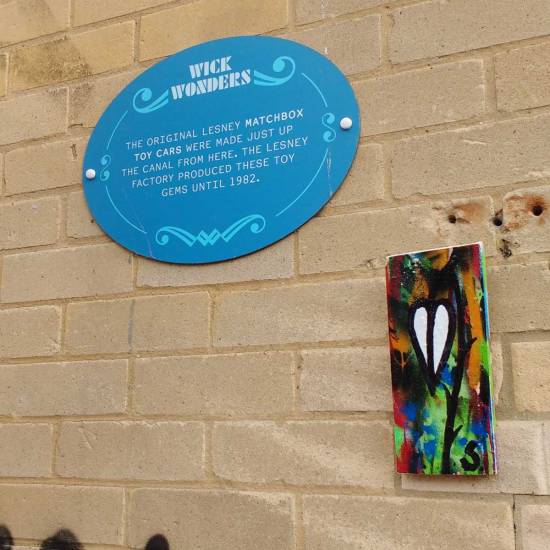 WICK
WONDERS
THE ORIGINAL LESNEY MATCHBOX
TOY CARS WERE MADE JUST UP
THE CANAL FROM HERE. THE LESNEY
FACTORY PRODUCED THESE TOY
GEMS UNTIL 1982.
S